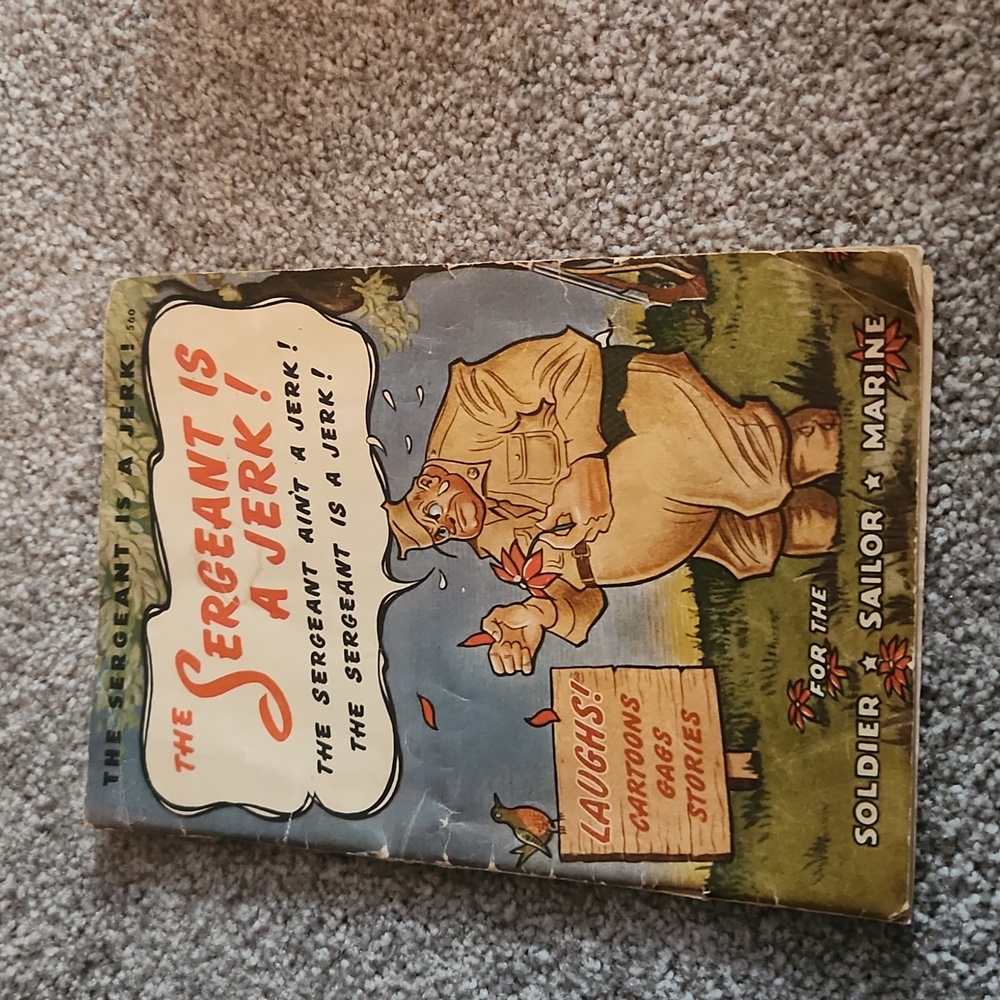 THE SERGEANT IS A JERK! 560
THE
SERGEANT IS
A JERK!
THE SERGEANT AIN'T A JERK!
THE SERGEANT IS A JERK!
LAUGHS!
CARTOONS
GAGS
STORIES
FOR THE
SOLDIER ★ SAILOR ★ MARINE